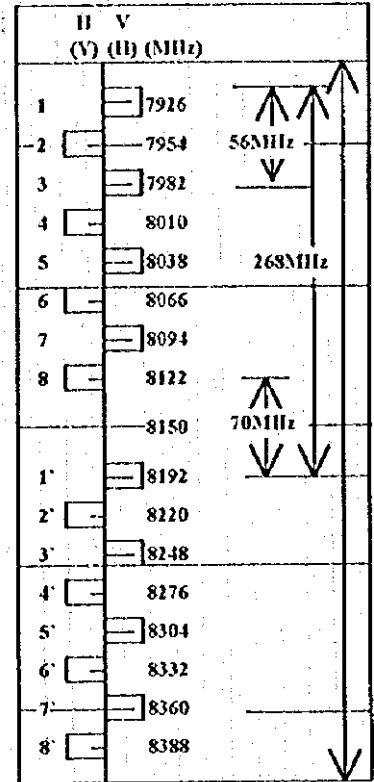 H V
(V) (H) (MHz)
1 7926
2 7954 56MHz
3 7982
4 8010
5 8038 268MHz
6 8066
7 8094
8 8122
8150 70MHz
1` 8192
2` 8220
3` 8248
4` 8276
5` 8304
6` 8332
7` 8360
8` 8388